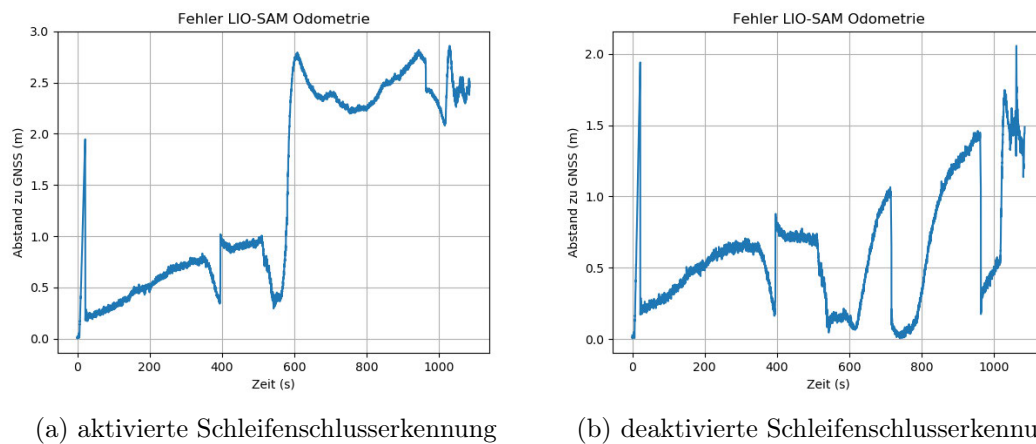 Fehler LIO-SAM Odometrie
3.0
2.5
2.0
1.5
1.0
0.5
0.0
Abstand zu GNSS (m)
0 200 400 600 800 1000
Zeit (s)
(a) aktivierte Schleifenschlusserkennung
Fehler LIO-SAM Odometrie
2.0
1.5
1.0
0.5
0.0
Abstand zu GNSS (m)
0 200 400 600 800 1000
Zeit (s)
(b) deaktivierte